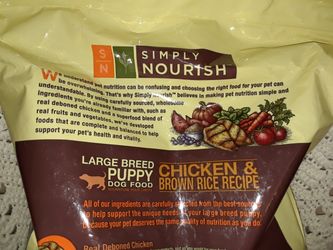 S
N
SIMPLY
NOURISH
We understand pet nutrition can be confusing and choosing the right food for your pet can be
overwhelming. That's why Simply Nourish believes in making pet nutrition simple and
understandable. By using carefully sourced, wholesome
ingredients you're already familiar with, such as
real deboned chicken and a superfood blend of
real fruits and vegetables, we've developed
foods that are complete and balanced to help
support your pet's health and vitality.
LARGE BREED
PUPPY
DOG FOOD
CHICKEN &
BROWN RICE RECIPE
All of our ingredients are carefully selected from the best sources
to help support the unique needs of your large breed puppy,
because your pet deserves the same quality of nutrition as you do.
Real Deboned Chicken